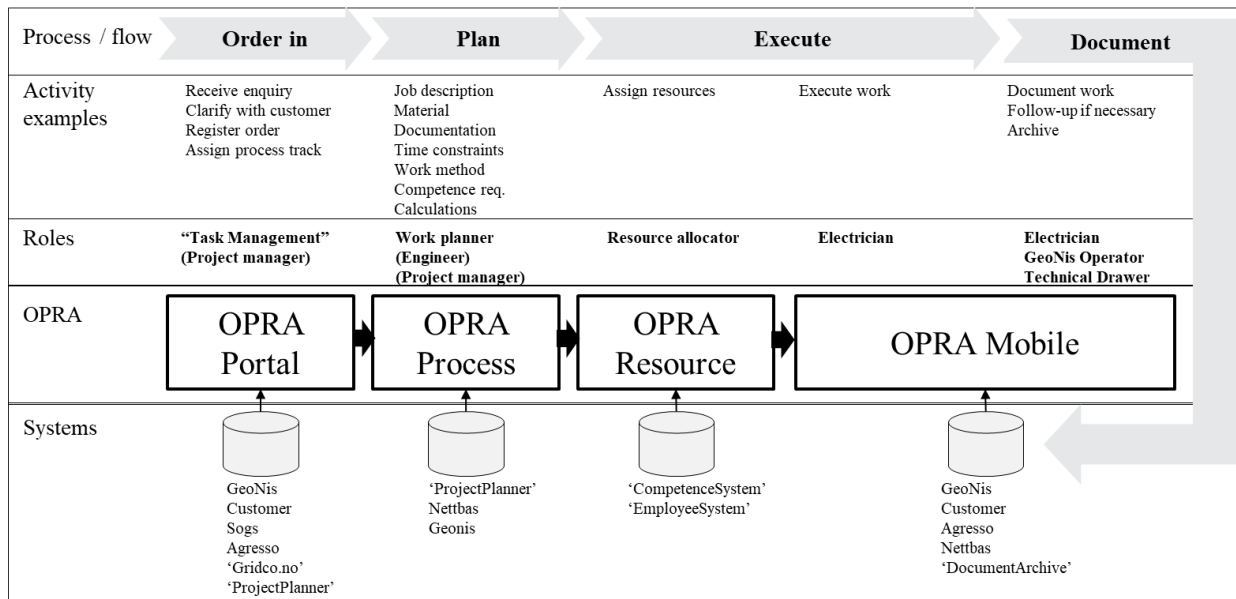 Process / flow
Order in
Plan
Execute
Document
Activity
examples
Receive enquiry
Clarify with customer
Register order
Assign process track
Job description
Material
Documentation
Time constraints
Work method
Competence req.
Calculations
Assign resources
Execute work
Document work
Follow-up if necessary
Archive
Roles
“Task Management”
(Project manager)
Work planner
(Engineer)
(Project manager)
Resource allocator
Electrician
Electrician
GeoNis Operator
Technical Drawer
OPRA
OPRA
Portal
OPRA
Process
OPRA
Resource
OPRA Mobile
Systems
GeoNis
Customer
Sogs
Agresso
‘Gridco.no’
‘ProjectPlanner’
‘ProjectPlanner’
Nettbas
Geonis
‘CompetenceSystem’
‘EmployeeSystem’
GeoNis
Customer
Agresso
Nettbas
‘DocumentArchive’